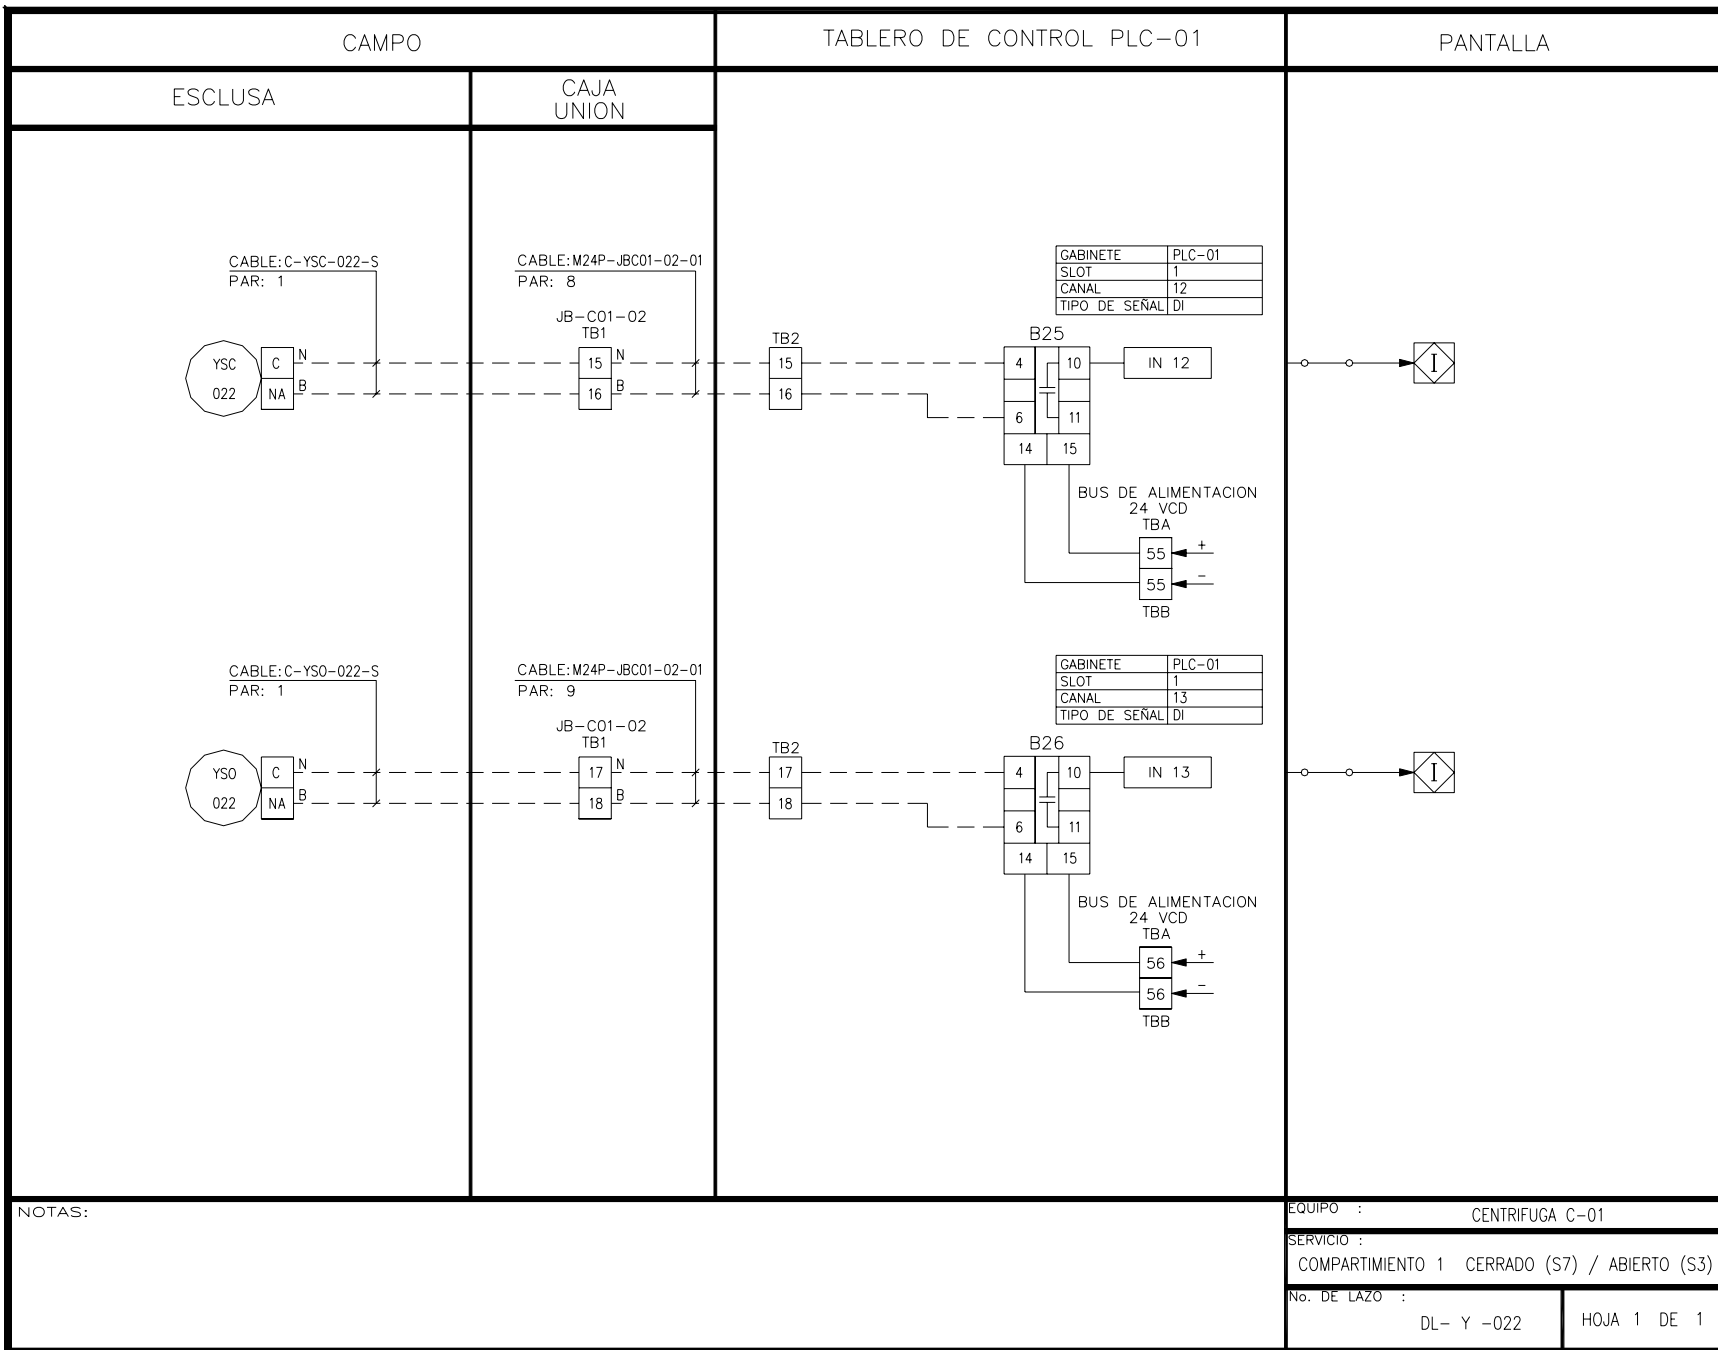 CAMPO
TABLERO DE CONTROL PLC-01
PANTALLA
ESCLUSA
CAJA
UNION
CABLE:C-YSC-022-S
PAR: 1
CABLE:M24P-JBC01-02-01
PAR: 8
GABINETE PLC-01
SLOT 1
CANAL 12
TIPO DE SEÑAL DI
JB-C01-02
TB1
TB2
B25
YSC
022
C N
NA B
15 N
16 B
15
16
4 10
6 11
14 15
IN 12
I
BUS DE ALIMENTACION
24 VCD
TBA
55 +
55 -
TBB
CABLE:C-YSO-022-S
PAR: 1
CABLE:M24P-JBC01-02-01
PAR: 9
GABINETE PLC-01
SLOT 1
CANAL 13
TIPO DE SEÑAL DI
JB-C01-02
TB1
TB2
B26
YSO
022
C N
NA B
17 N
18 B
17
18
4 10
6 11
14 15
IN 13
I
BUS DE ALIMENTACION
24 VCD
TBA
56 +
56 -
TBB
NOTAS:
EQUIPO : CENTRIFUGA C-01
SERVICIO :
COMPARTIMIENTO 1 CERRADO (S7) / ABIERTO (S3)
No. DE LAZO :
DL- Y -022
HOJA 1 DE 1